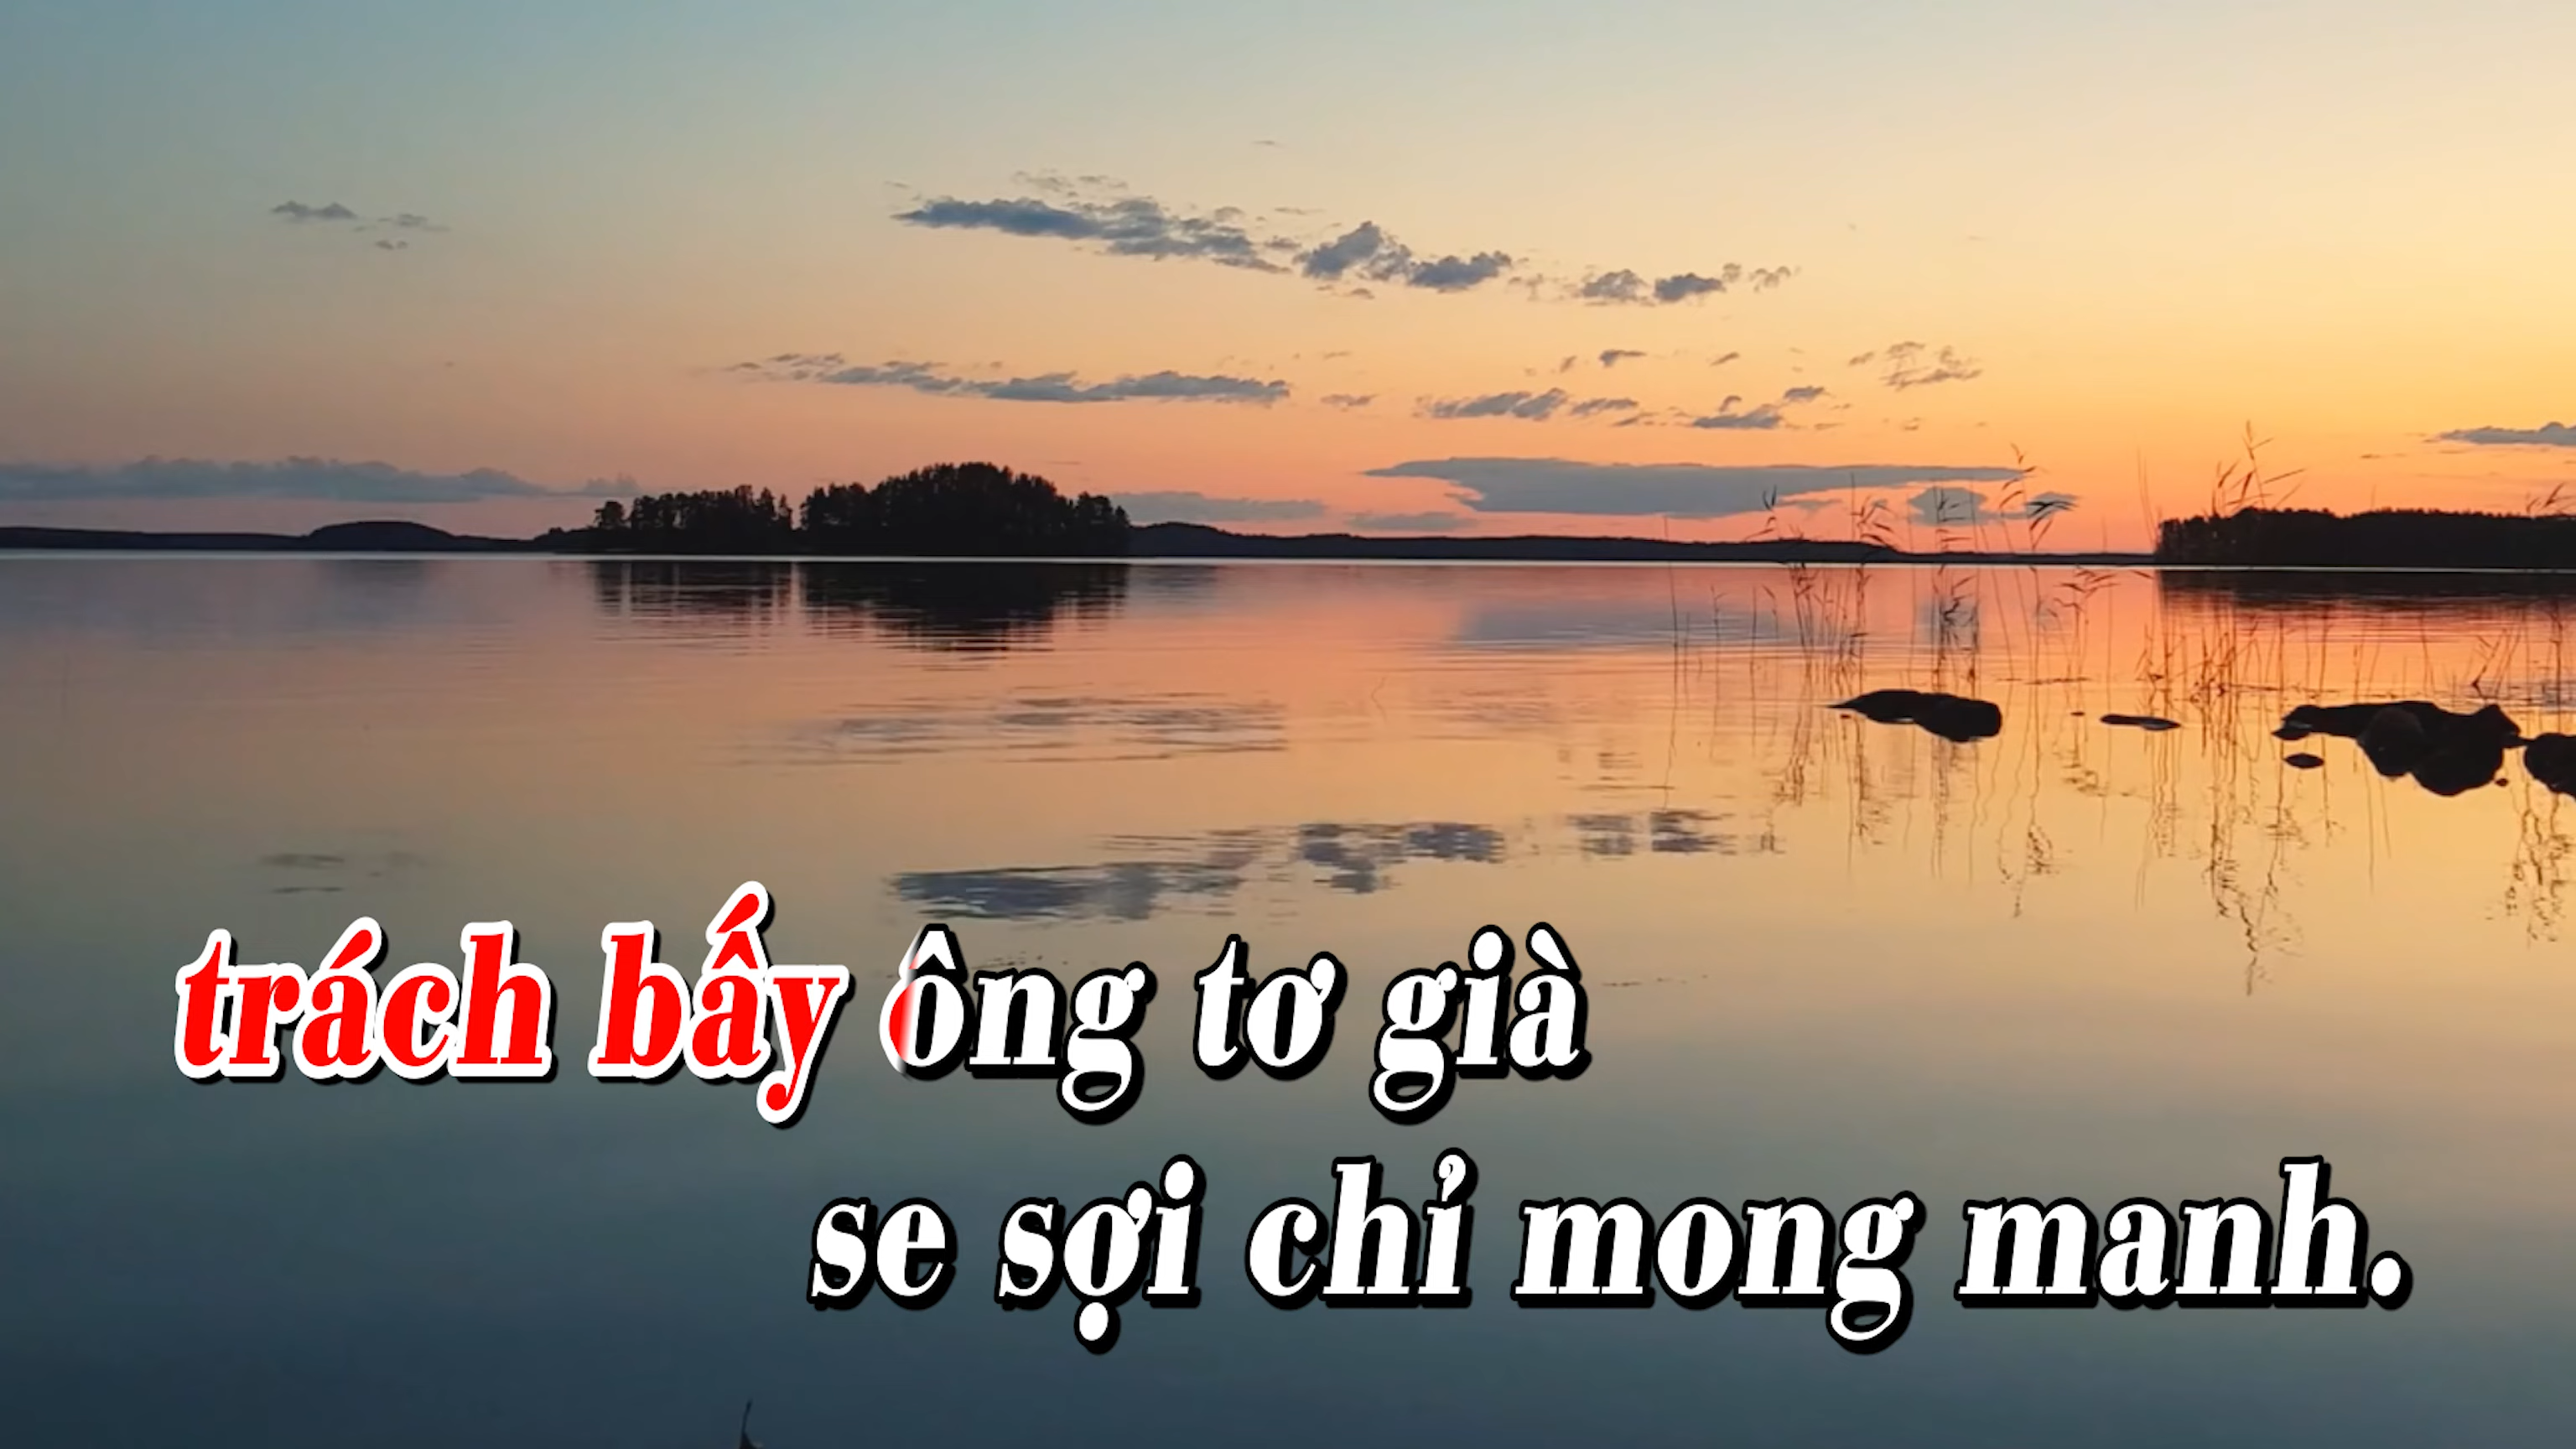 trách bấy ông tơ già
se sợi chỉ mong manh.